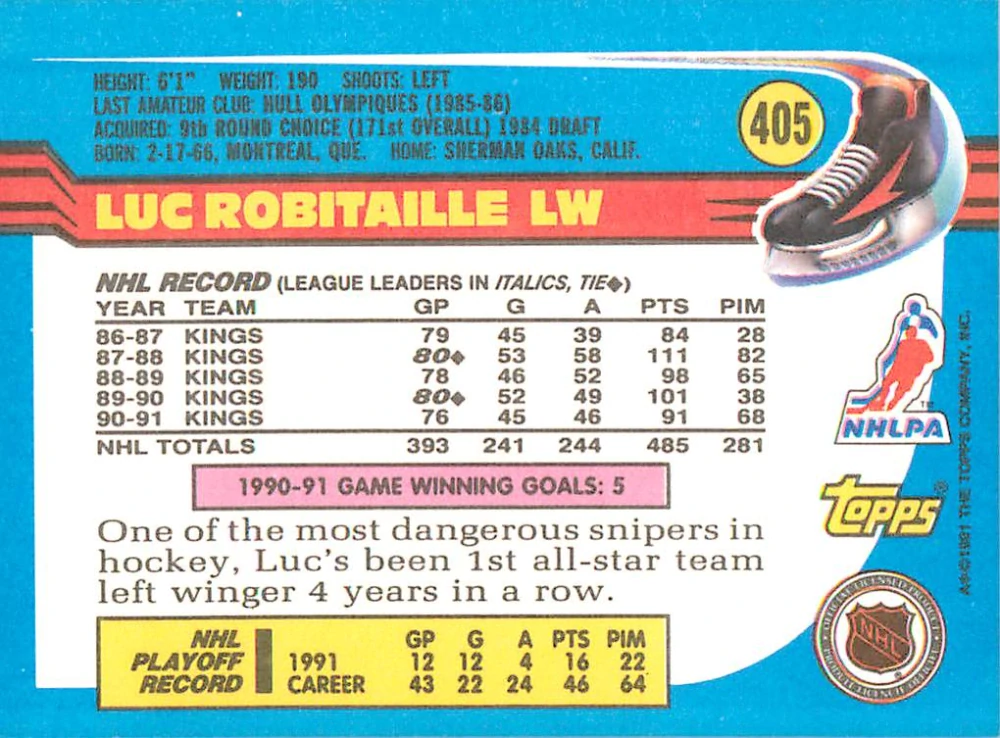 HEIGHT: 6'1" WEIGHT: 190 SHOOTS: LEFT
LAST AMATEUR CLUB: HULL OLYMPIQUES (1985-86)
ACQUIRED: 9th ROUND CHOICE (171st OVERALL) 1984 DRAFT
BORN: 2-17-66, MONTREAL, QUE. HOME: SHERMAN OAKS, CALIF.
405
LUC ROBITAILLE LW
NHL RECORD (LEAGUE LEADERS IN ITALICS, TIE◆)
YEAR TEAM GP G A PTS PIM
86-87 KINGS 79 45 39 84 28
87-88 KINGS 80◆ 53 58 111 82
88-89 KINGS 78 46 52 98 65
89-90 KINGS 80◆ 52 49 101 38
90-91 KINGS 76 45 46 91 68
NHL TOTALS 393 241 244 485 281
1990-91 GAME WINNING GOALS: 5
One of the most dangerous snipers in
hockey, Luc's been 1st all-star team
left winger 4 years in a row.
NHL PLAYOFF RECORD
GP G A PTS PIM
1991 12 12 4 16 22
CAREER 43 22 24 46 64
TM
NHLPA
topps®
OFFICIAL LICENSED PRODUCT
NHL
®
A®©1991 THE TOPPS COMPANY, INC.